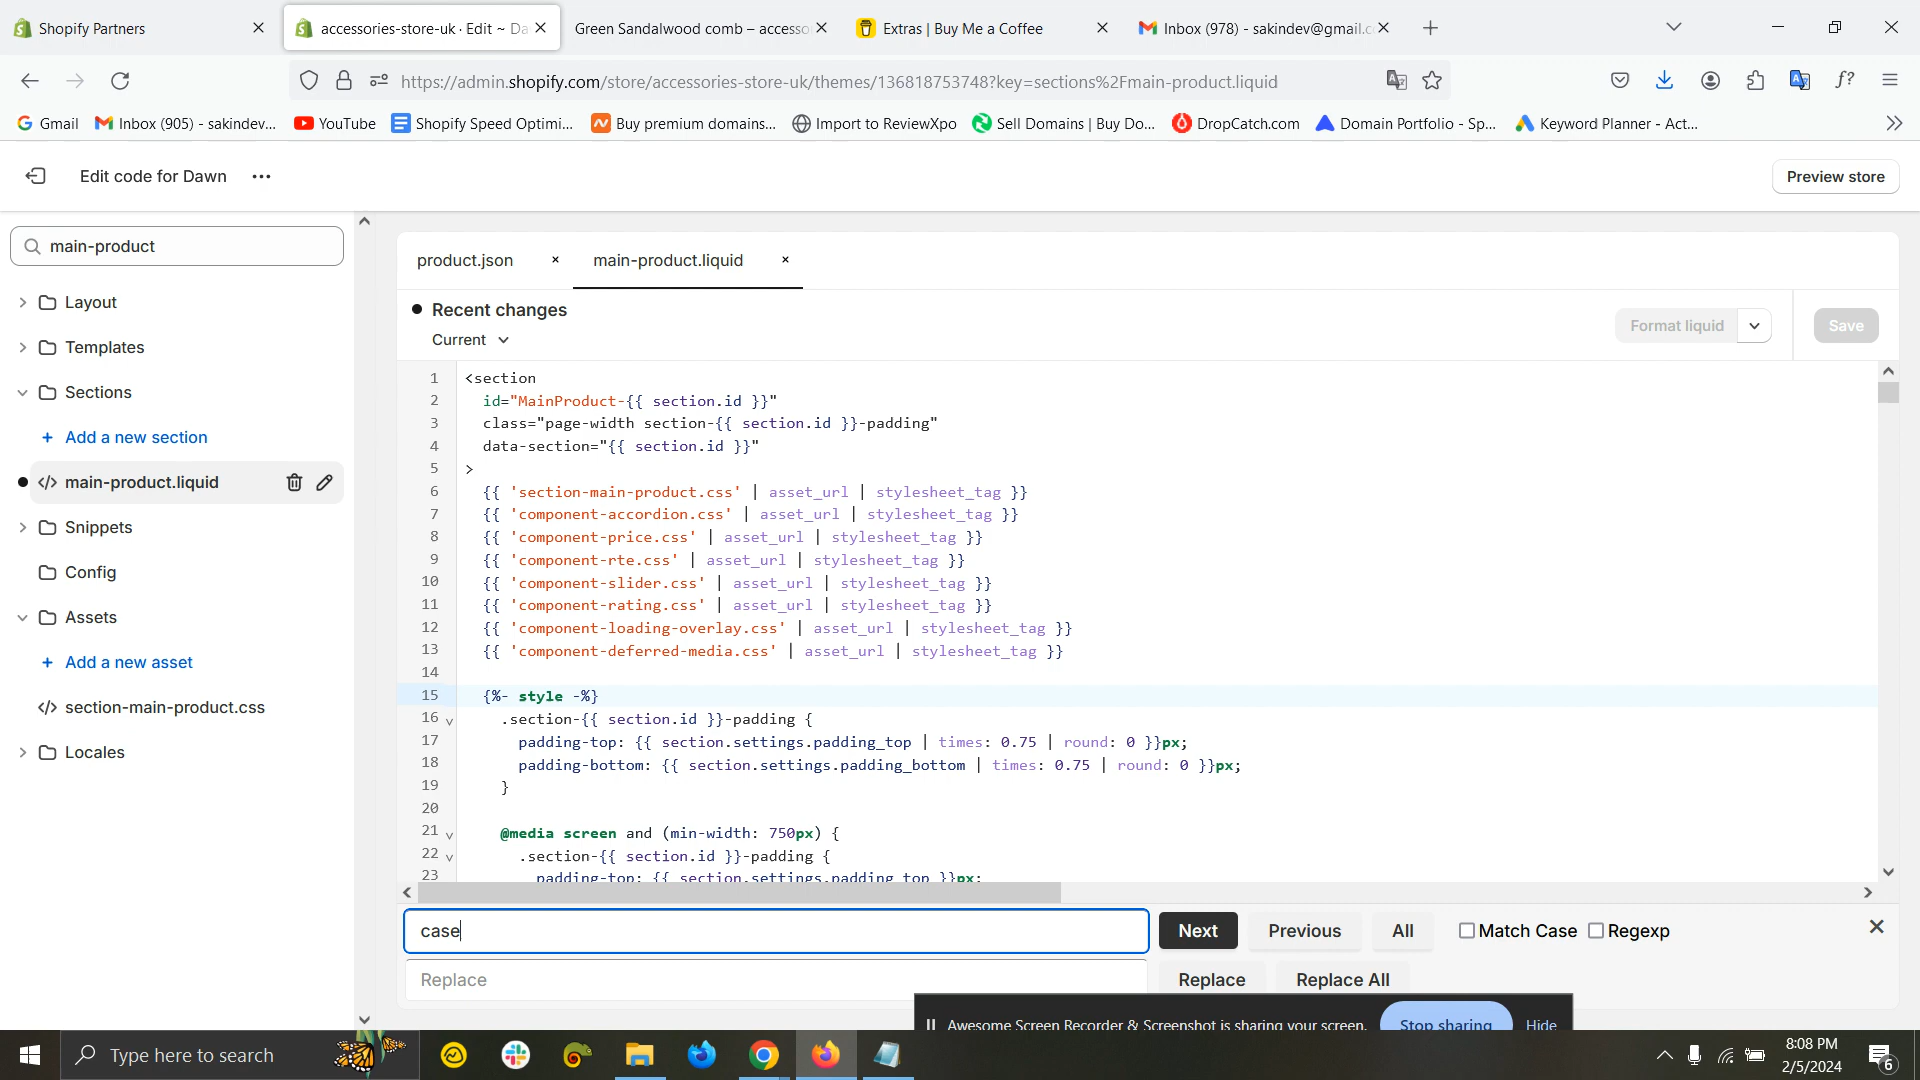 Shopify Partners
accessories-store-uk · Edit ~ Da
Green Sandalwood comb – accesso
Extras | Buy Me a Coffee
Inbox (978) - sakindev@gmail.c
https://admin.shopify.com/store/accessories-store-uk/themes/136818753748?key=sections%2Fmain-product.liquid
Gmail
Inbox (905) - sakindev...
YouTube
Shopify Speed Optimi...
Buy premium domains...
Import to ReviewXpo
Sell Domains | Buy Do...
DropCatch.com
Domain Portfolio - Sp...
Keyword Planner - Act...
Edit code for Dawn
Preview store
main-product
Layout
Templates
Sections
+ Add a new section
</> main-product.liquid
Snippets
Config
Assets
+ Add a new asset
</> section-main-product.css
Locales
product.json ×
main-product.liquid ×
Recent changes
Current
Format liquid
Save
1 <section
2 id="MainProduct-{{ section.id }}"
3 class="page-width section-{{ section.id }}-padding"
4 data-section="{{ section.id }}"
5 >
6 {{ 'section-main-product.css' | asset_url | stylesheet_tag }}
7 {{ 'component-accordion.css' | asset_url | stylesheet_tag }}
8 {{ 'component-price.css' | asset_url | stylesheet_tag }}
9 {{ 'component-rte.css' | asset_url | stylesheet_tag }}
10 {{ 'component-slider.css' | asset_url | stylesheet_tag }}
11 {{ 'component-rating.css' | asset_url | stylesheet_tag }}
12 {{ 'component-loading-overlay.css' | asset_url | stylesheet_tag }}
13 {{ 'component-deferred-media.css' | asset_url | stylesheet_tag }}
14
15 {%- style -%}
16 .section-{{ section.id }}-padding {
17 padding-top: {{ section.settings.padding_top | times: 0.75 | round: 0 }}px;
18 padding-bottom: {{ section.settings.padding_bottom | times: 0.75 | round: 0 }}px;
19 }
20
21 @media screen and (min-width: 750px) {
22 .section-{{ section.id }}-padding {
23 padding-top: {{ section.settings.padding_top }}px;
case
Next
Previous
All
Match Case
Regexp
Replace
Replace
Replace All
Awesome Screen Recorder & Screenshot is sharing your screen.
Stop sharing
Hide
Type here to search
8:08 PM
2/5/2024
6